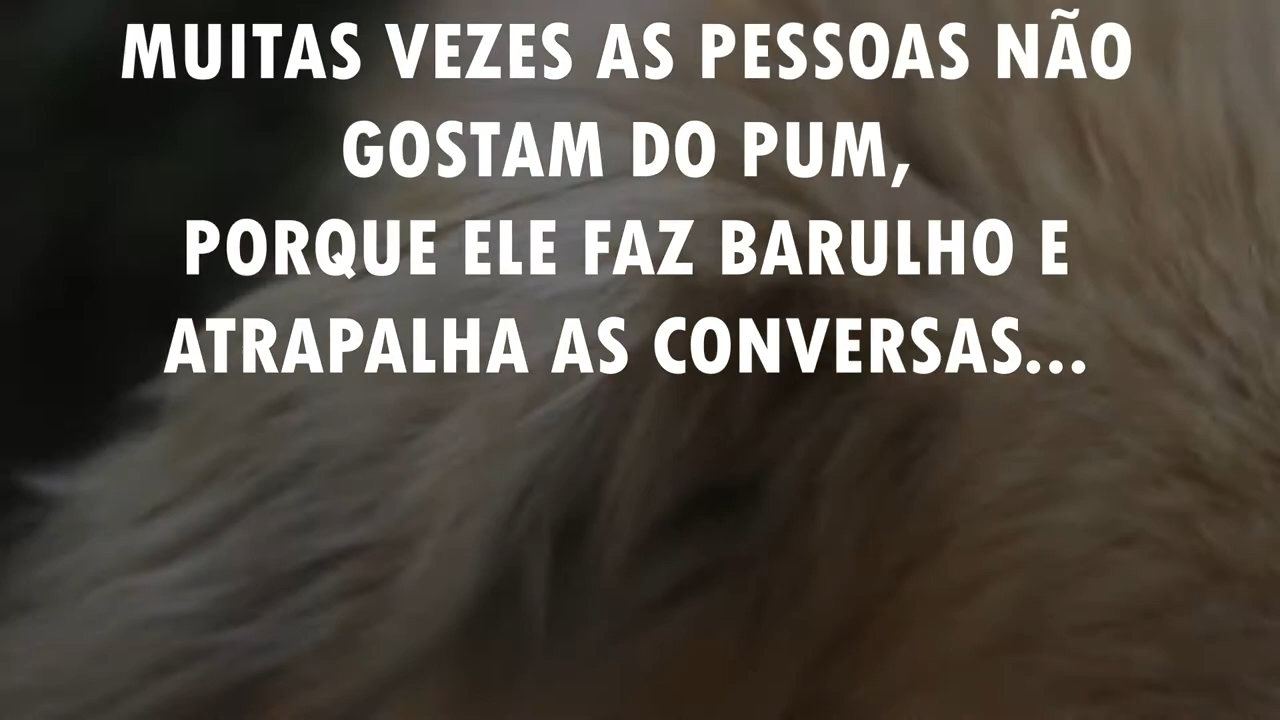 MUITAS VEZES AS PESSOAS NÃO
GOSTAM DO PUM,
PORQUE ELE FAZ BARULHO E
ATRAPALHA AS CONVERSAS...